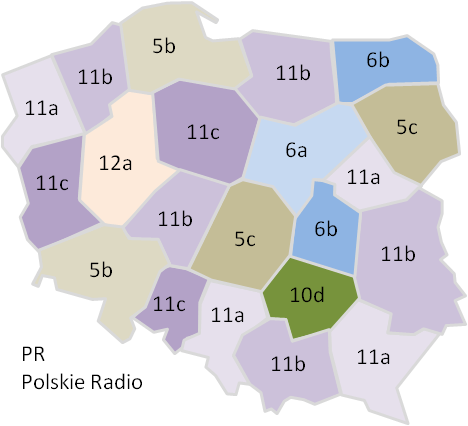 5b
6b
11b
11b
11a
5c
11c
6a
12a
11a
11c
11b
6b
5c
11b
5b
10d
11c
11a
PR
11a
11b
Polskie Radio